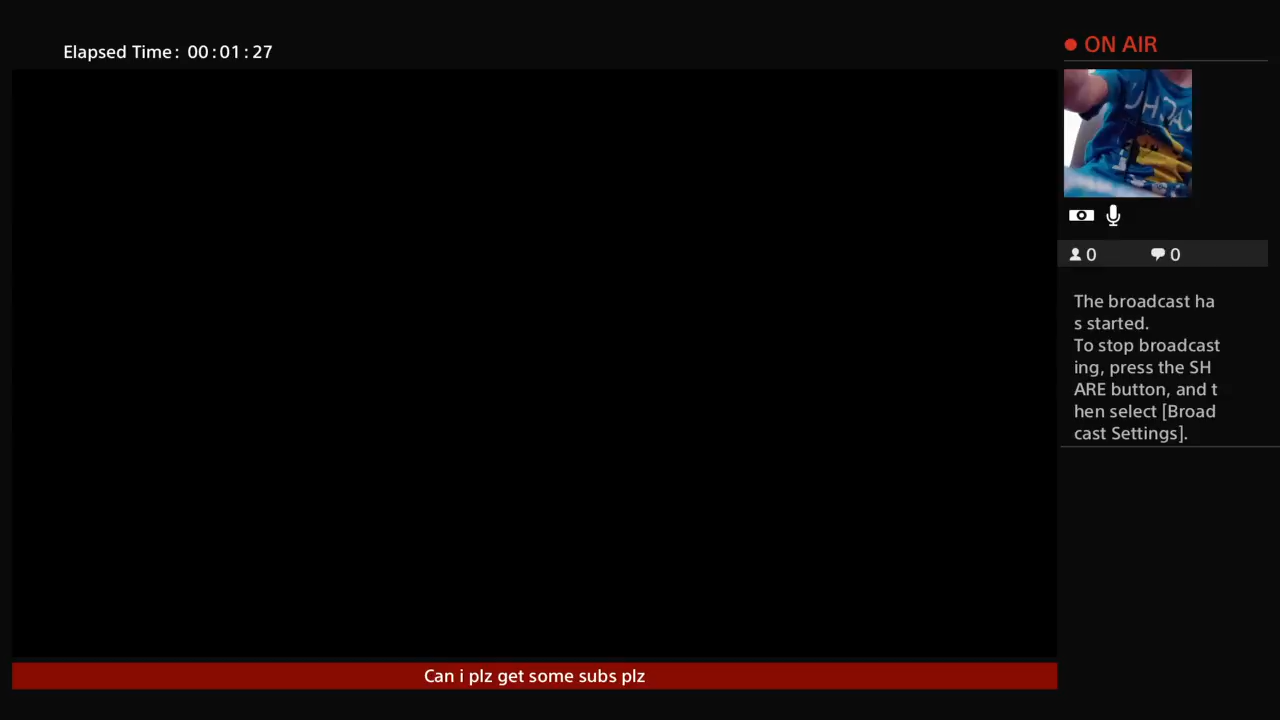 Elapsed Time: 00:01:27
ON AIR
0 0
The broadcast ha
s started.
To stop broadcast
ing, press the SH
ARE button, and t
hen select [Broad
cast Settings].
Can i plz get some subs plz